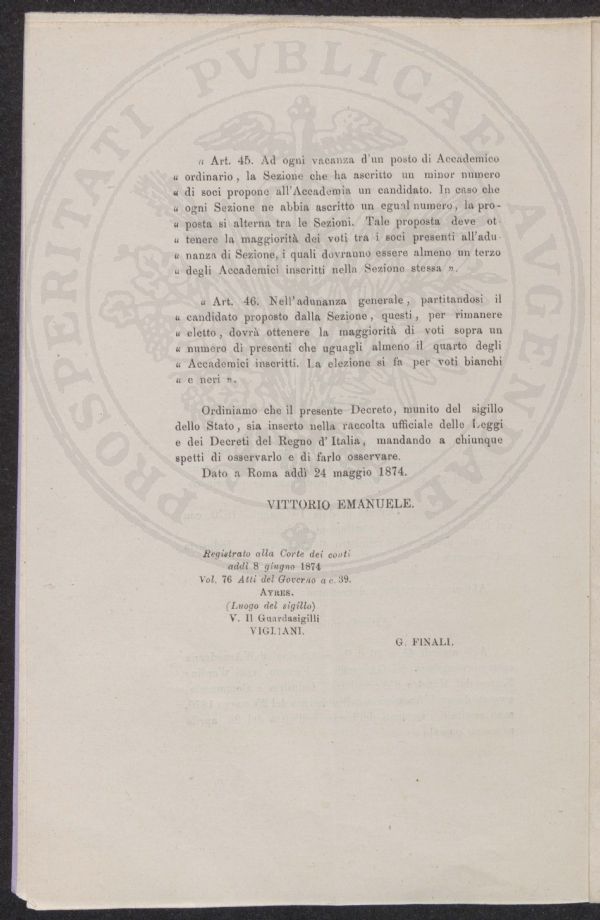 PROSPERITATI PVBLICAE AVGENDAE
« Art. 45. Ad ogni vacanza d'un posto di Accademico
« ordinario, la Sezione che ha ascritto un minor numero
« di soci propone all'Accademia un candidato. In caso che
« ogni Sezione ne abbia ascritto un egual numero, la pro-
« posta si alterna tra le Sezioni. Tale proposta deve ot-
« tenere la maggiorità dei voti tra i soci presenti all'adu-
« nanza di Sezione, i quali dovranno essere almeno un terzo
« degli Accademici inscritti nella Sezione stessa ».
« Art. 46. Nell'adunanza generale, partitandosi il
« candidato proposto dalla Sezione, questi, per rimanere
« eletto, dovrà ottenere la maggiorità di voti sopra un
« numero di presenti che uguagli almeno il quarto degli
« Accademici inscritti. La elezione si fa per voti bianchi
« e neri ».
Ordiniamo che il presente Decreto, munito del sigillo
dello Stato, sia inserto nella raccolta ufficiale delle Leggi
e dei Decreti del Regno d'Italia, mandando a chiunque
spetti di osservarlo e di farlo osservare.
Dato a Roma addì 24 maggio 1874.
VITTORIO EMANUELE.
Registrato alla Corte dei conti
addì 8 giugno 1874
Vol. 76 Atti del Governo a c. 39.
AYRES.
(Luogo del sigillo)
V. Il Guardasigilli
VIGLIANI.
G. FINALI.